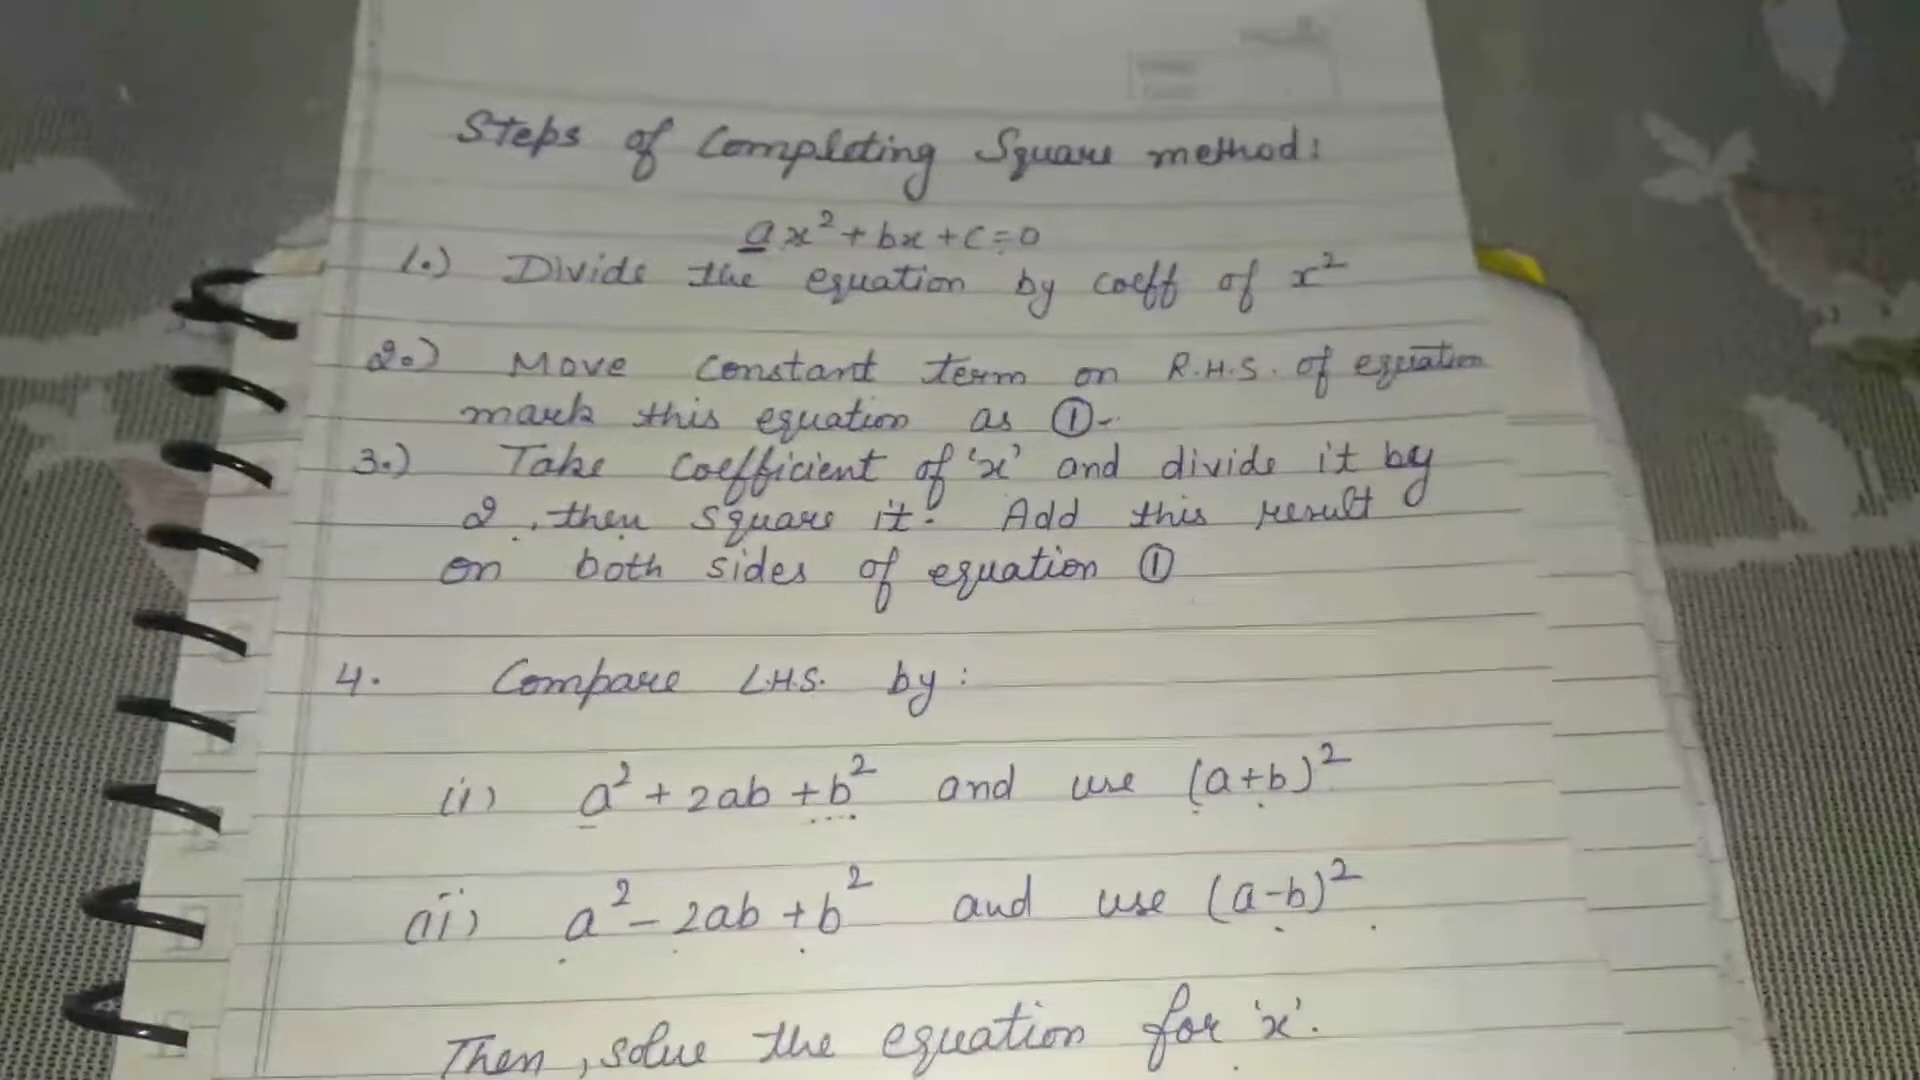 Steps of Completing Square method:
ax²+bx+c=0
1.) Divide the equation by coeff of x²
2.) Move constant term on R.H.S. of equation
mark this equation as ①-
3.) Take coefficient of 'x' and divide it by
2, then square it. Add this result
on both sides of equation ①
4. Compare L.H.S. by:
(i) a²+2ab+b² and use (a+b)²
(ii) a²-2ab+b² and use (a-b)²
Then, solve the equation for 'x'.